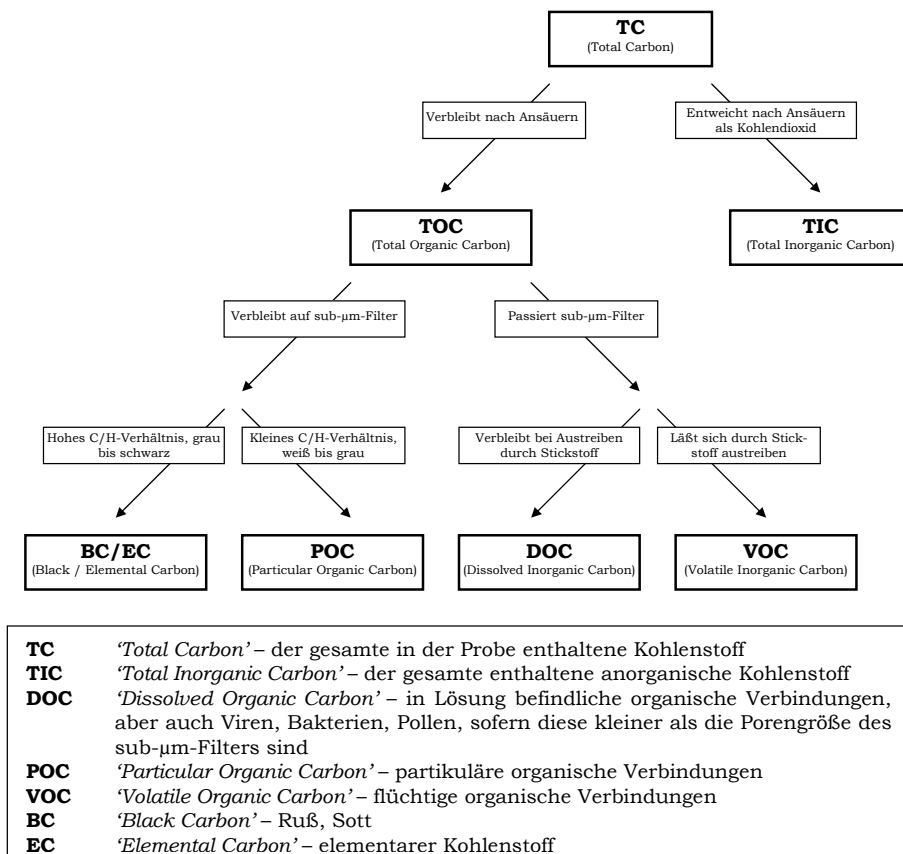 TC
(Total Carbon)
Verbleibt nach Ansäuern
Entweicht nach Ansäuern
als Kohlendioxid
TOC
(Total Organic Carbon)
TIC
(Total Inorganic Carbon)
Verbleibt auf sub-µm-Filter
Passiert sub-µm-Filter
Hohes C/H-Verhältnis, grau
bis schwarz
Kleines C/H-Verhältnis,
weiß bis grau
Verbleibt bei Austreiben
durch Stickstoff
Läßt sich durch Stick-
stoff austreiben
BC/EC
(Black / Elemental Carbon)
POC
(Particular Organic Carbon)
DOC
(Dissolved Inorganic Carbon)
VOC
(Volatile Inorganic Carbon)
TC ‘Total Carbon’ – der gesamte in der Probe enthaltene Kohlenstoff
TIC ‘Total Inorganic Carbon’ – der gesamte enthaltene anorganische Kohlenstoff
DOC ‘Dissolved Organic Carbon’ – in Lösung befindliche organische Verbindungen,
aber auch Viren, Bakterien, Pollen, sofern diese kleiner als die Porengröße des
sub-µm-Filters sind
POC ‘Particular Organic Carbon’ – partikuläre organische Verbindungen
VOC ‘Volatile Organic Carbon’ – flüchtige organische Verbindungen
BC ‘Black Carbon’ – Ruß, Sott
EC ‘Elemental Carbon’ – elementarer Kohlenstoff